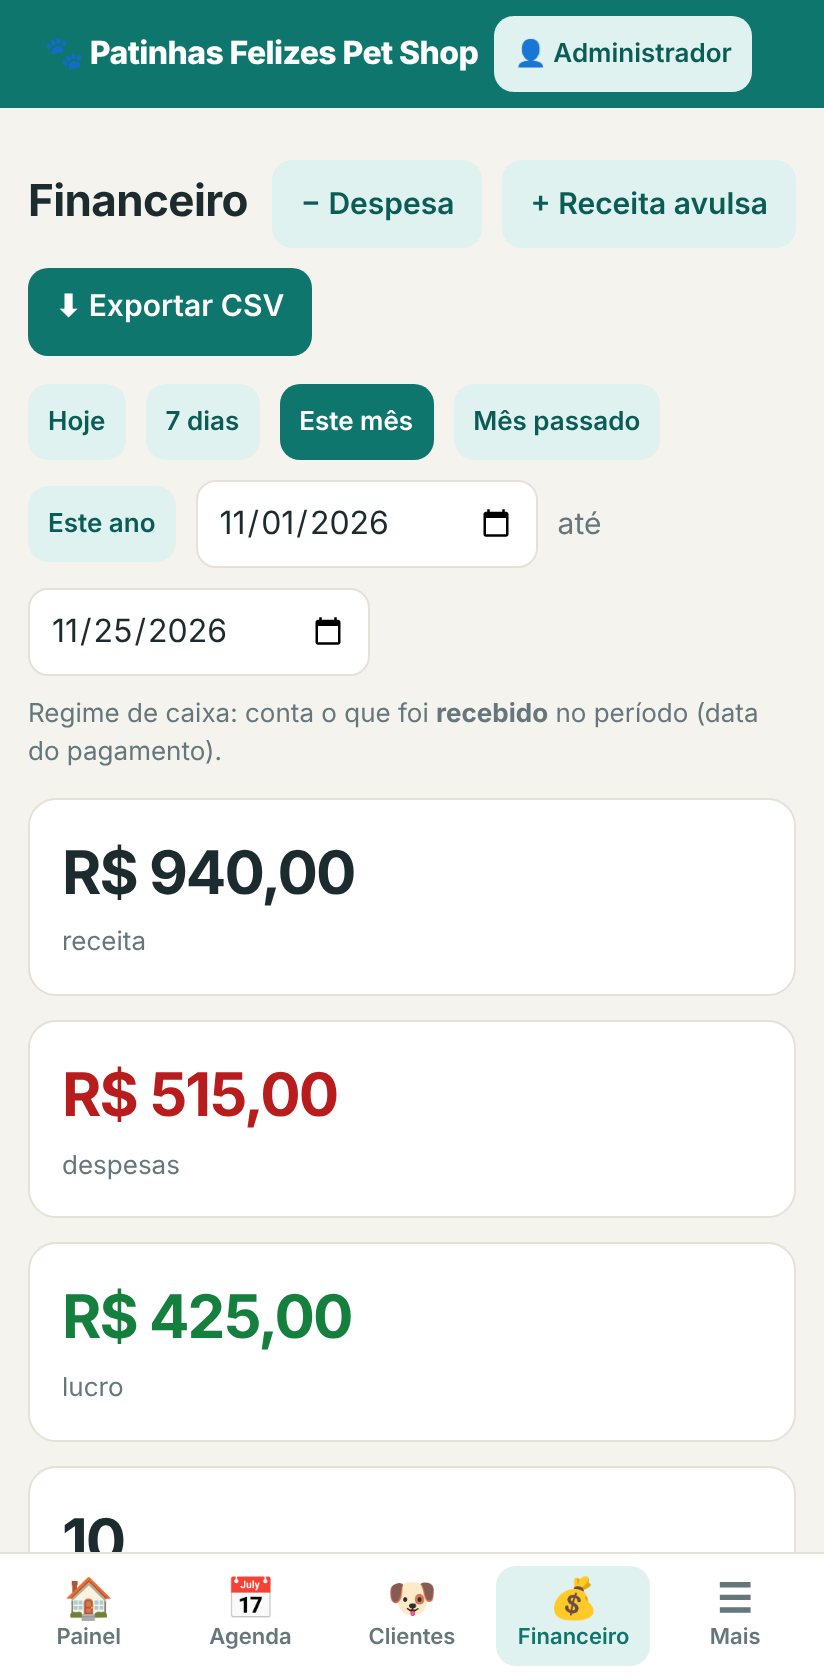 🐾 Patinhas Felizes Pet Shop
👤 Administrador
Financeiro
− Despesa
+ Receita avulsa
⬇ Exportar CSV
Hoje
7 dias
Este mês
Mês passado
Este ano
11/01/2026
até
11/25/2026
Regime de caixa: conta o que foi recebido no período (data
do pagamento).
R$ 940,00
receita
R$ 515,00
despesas
R$ 425,00
lucro
10
July
17
Painel
Agenda
Clientes
Financeiro
Mais